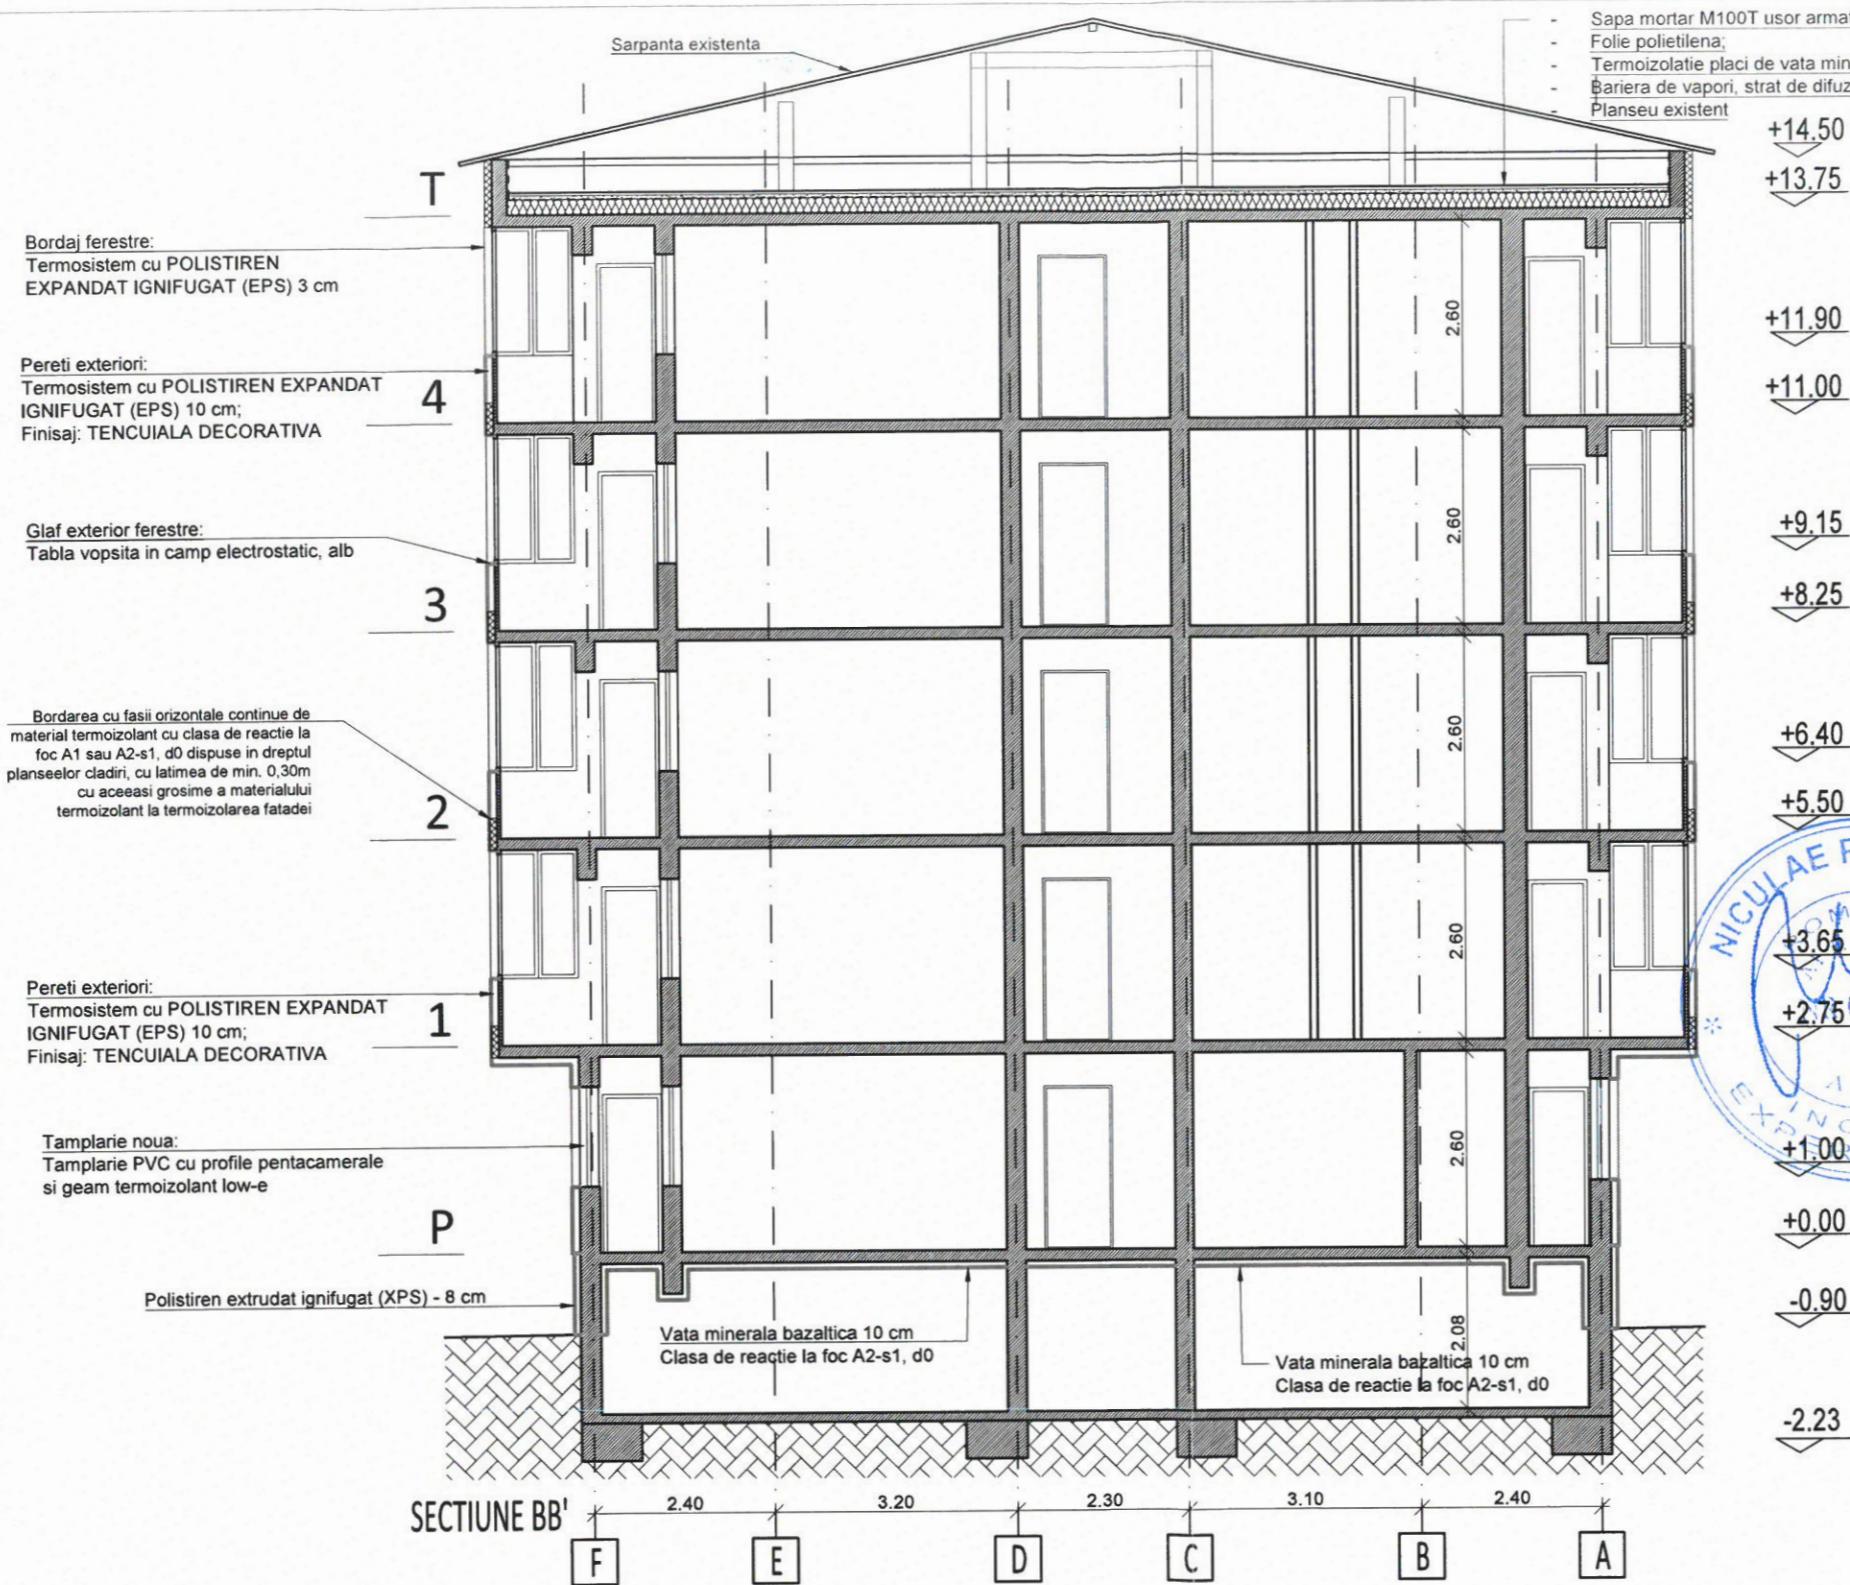 Sarpanta existenta
- Sapa mortar M100T usor
- Folie polietilena;
- Termoizolatie placi de vata
- Bariera de vapori, strat de
- Planseu existent
+14.50
+13.75
T
Bordaj ferestre:
Termosistem cu POLISTIREN
EXPANDAT IGNIFUGAT (EPS) 3 cm
+11.90
Pereti exteriori:
Termosistem cu POLISTIREN EXPANDAT
IGNIFUGAT (EPS) 10 cm;
Finisaj: TENCUIALA DECORATIVA
4
2.60
+11.00
Glaf exterior ferestre:
Tabla vopsita in camp electrostatic, alb
2.60
+9.15
3
+8.25
Bordarea cu fasii orizontale continue de
material termoizolant cu clasa de reactie la
foc A1 sau A2-s1, d0 dispuse in dreptul
planseelor cladiri, cu latimea de min. 0,30m
cu aceeasi grosime a materialului
termoizolant la termoizolarea fatadei
2.60
+6.40
2
+5.50
NICULAE
2.60
+3.65
Pereti exteriori:
Termosistem cu POLISTIREN EXPANDAT
IGNIFUGAT (EPS) 10 cm;
Finisaj: TENCUIALA DECORATIVA
1
+2.75
Tamplarie noua:
Tamplarie PVC cu profile pentacamerale
si geam termoizolant low-e
2.60
+1.00
P
+0.00
Polistiren extrudat ignifugat (XPS) - 8 cm
-0.90
Vata minerala bazaltica 10 cm
Clasa de reactie la foc A2-s1, d0
2.08
Vata minerala bazaltica 10 cm
Clasa de reactie la foc A2-s1, d0
-2.23
SECTIUNE BB'
2.40 3.20 2.30 3.10 2.40
F E D C B A